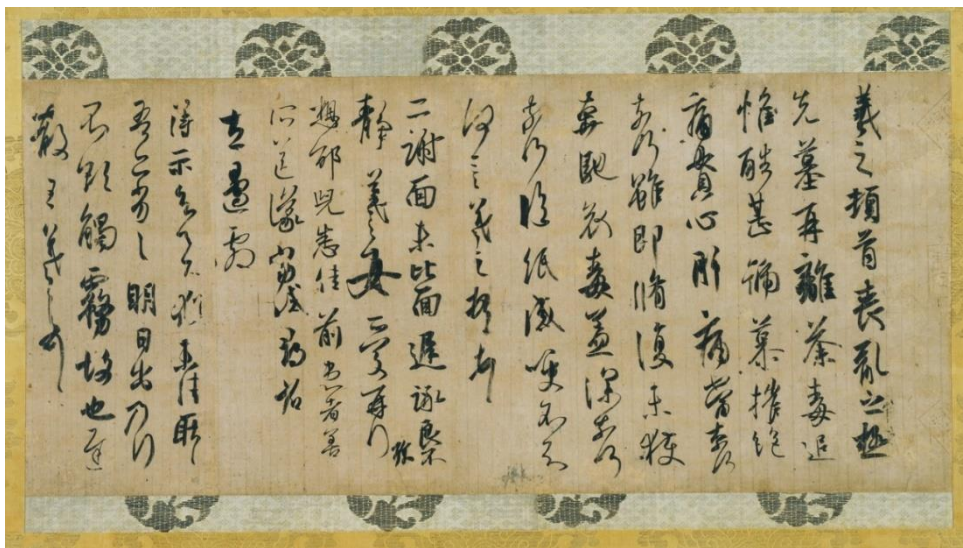 羲之頓首喪亂之極
先墓再離荼毒追
惟酷甚號慕摧絕
痛貫心肝痛當奈何
奈何雖即脩復未獲
奔馳哀毒益深奈何
奈何臨紙感哽不知
何言羲之頓首頓首
二謝面未比面遲詠良不
靜羲之女愛再拜
想邵兒悉佳前患者善
所送議當試尋省
左邊劇
得示知足下猶未佳耿耿
吾亦劣劣明日出乃行
不欲觸霧故也遲
散王羲之頓首